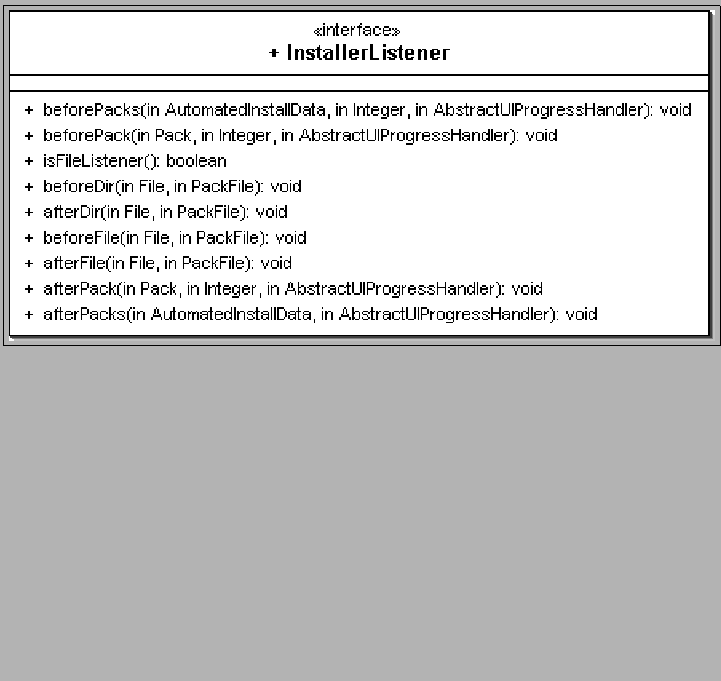 «interface»
+ InstallerListener
+ beforePacks(in AutomatedInstallData, in Integer, in AbstractUIProgressHandler): void
+ beforePack(in Pack, in Integer, in AbstractUIProgressHandler): void
+ isFileListener(): boolean
+ beforeDir(in File, in PackFile): void
+ afterDir(in File, in PackFile): void
+ beforeFile(in File, in PackFile): void
+ afterFile(in File, in PackFile): void
+ afterPack(in Pack, in Integer, in AbstractUIProgressHandler): void
+ afterPacks(in AutomatedInstallData, in AbstractUIProgressHandler): void